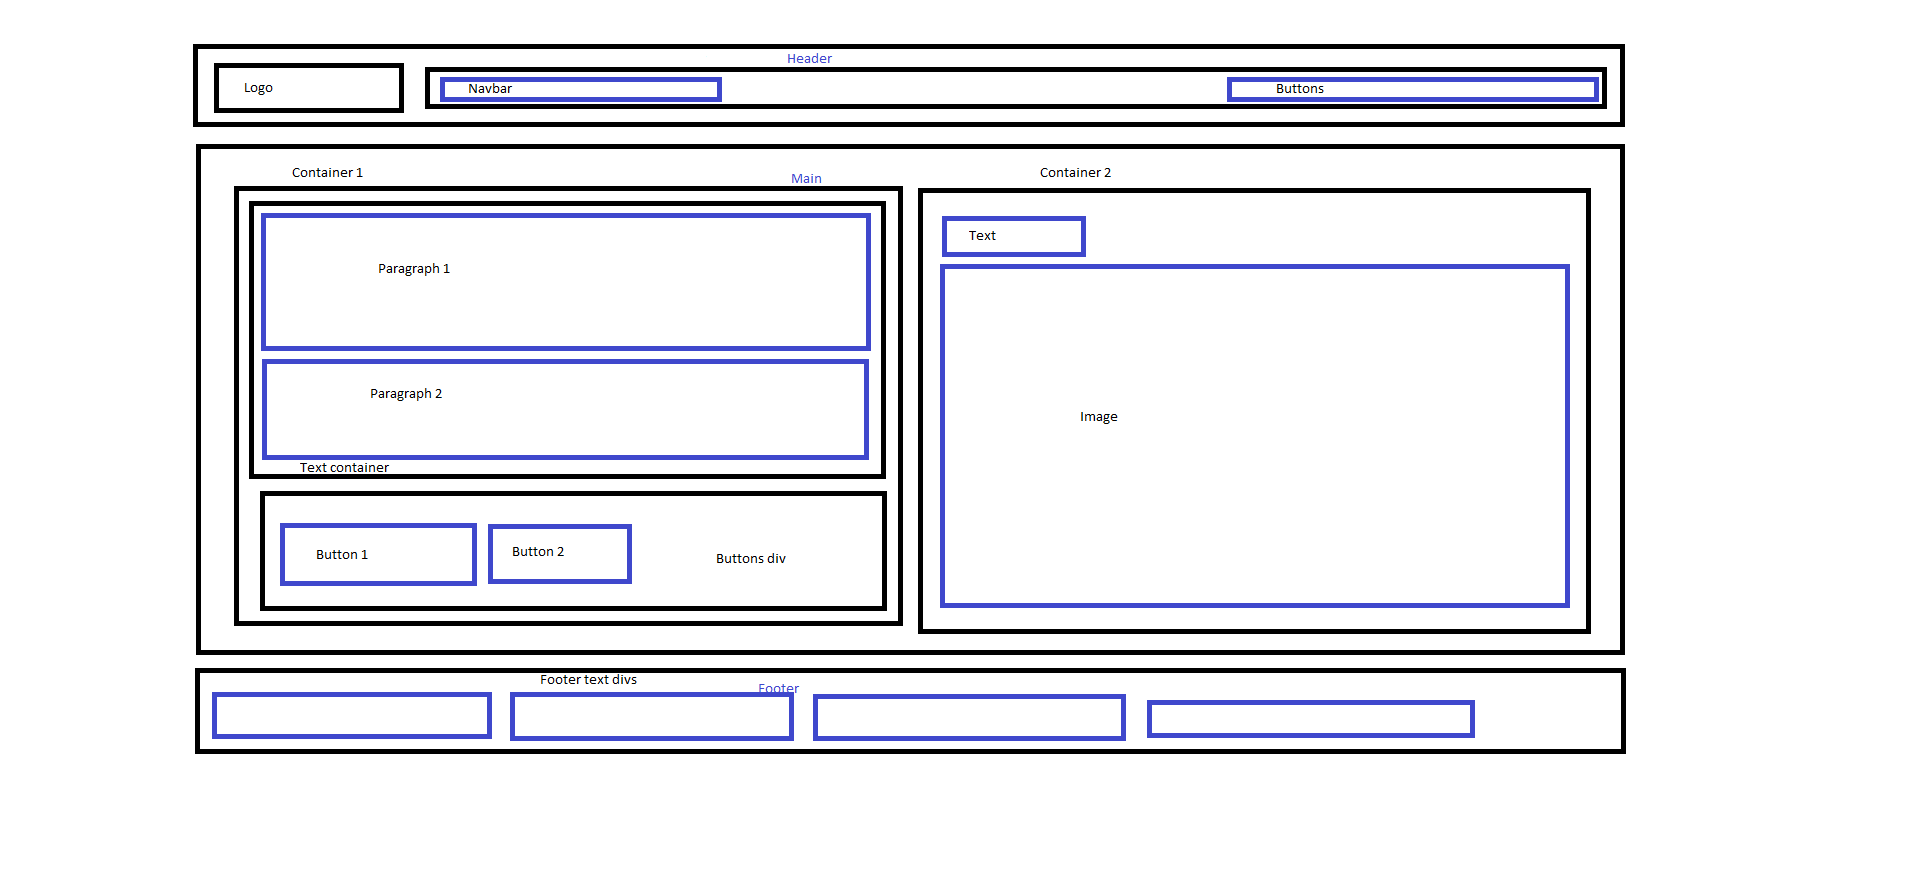 Header
Logo
Navbar
Buttons
Container 1
Main
Container 2
Paragraph 1
Paragraph 2
Text container
Button 1
Button 2
Buttons div
Text
Image
Footer text divs
Footer